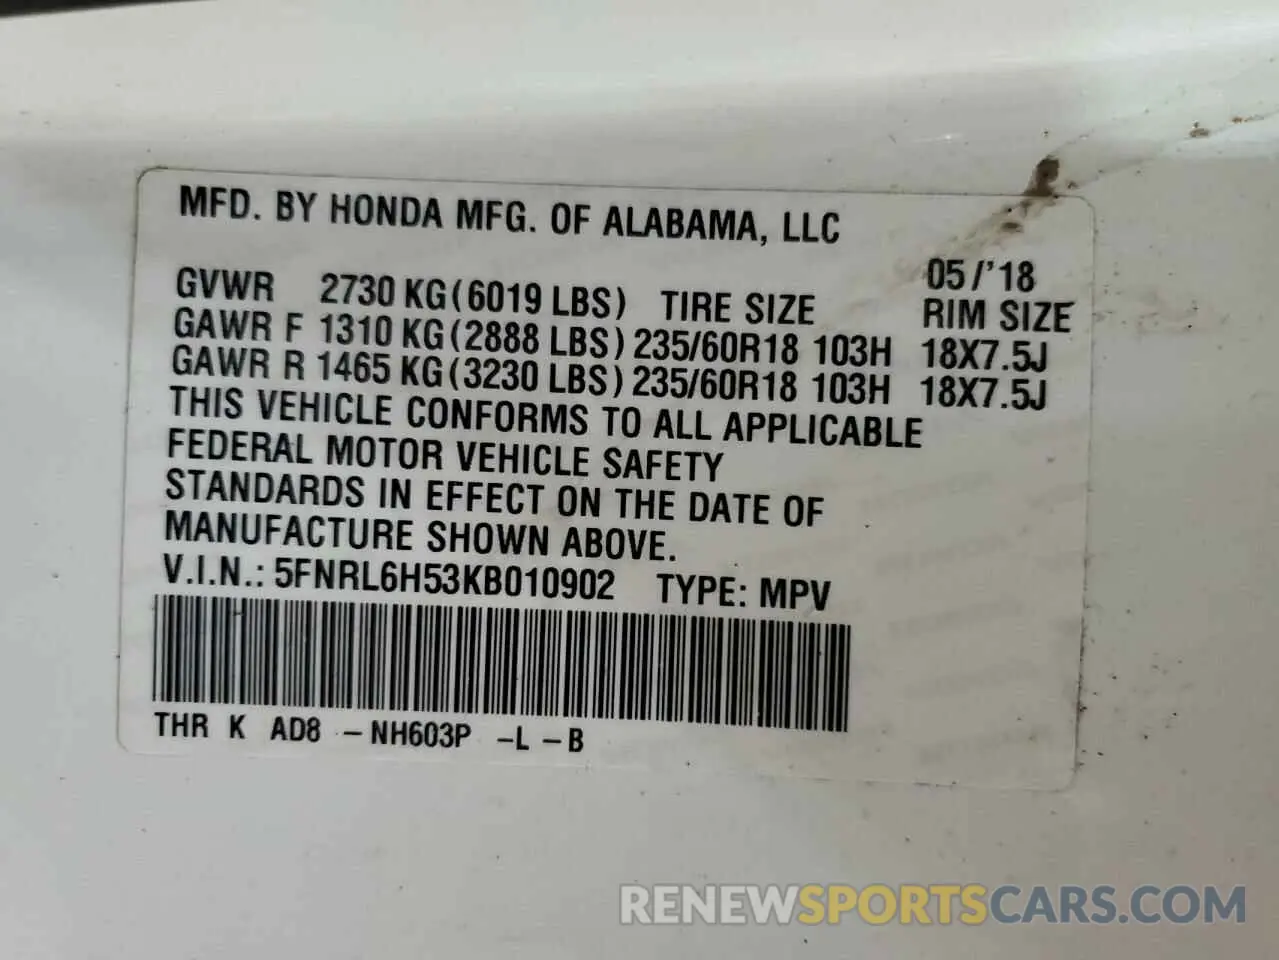 MFD. BY HONDA MFG. OF ALABAMA, LLC
05/'18
GVWR 2730 KG(6019 LBS) TIRE SIZE RIM SIZE
GAWR F 1310 KG(2888 LBS) 235/60R18 103H 18X7.5J
GAWR R 1465 KG(3230 LBS) 235/60R18 103H 18X7.5J
THIS VEHICLE CONFORMS TO ALL APPLICABLE
FEDERAL MOTOR VEHICLE SAFETY
STANDARDS IN EFFECT ON THE DATE OF
MANUFACTURE SHOWN ABOVE.
V.I.N.: 5FNRL6H53KB010902 TYPE: MPV
THR K AD8 -NH603P -L -B
RENEWSPORTSCARS.COM